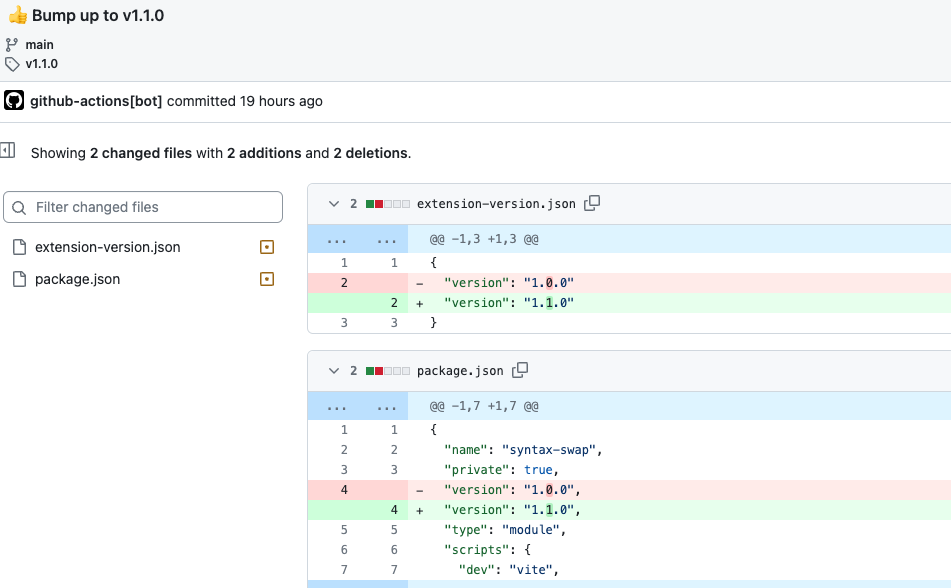 👍 Bump up to v1.1.0
main
v1.1.0
github-actions[bot] committed 19 hours ago
Showing 2 changed files with 2 additions and 2 deletions.
Filter changed files
extension-version.json
package.json
2 extension-version.json
... ... @@ -1,3 +1,3 @@
1 1 {
2 - "version": "1.0.0"
2 + "version": "1.1.0"
3 3 }
2 package.json
... ... @@ -1,7 +1,7 @@
1 1 {
2 2 "name": "syntax-swap",
3 3 "private": true,
4 - "version": "1.0.0",
4 + "version": "1.1.0",
5 5 "type": "module",
6 6 "scripts": {
7 7 "dev": "vite",